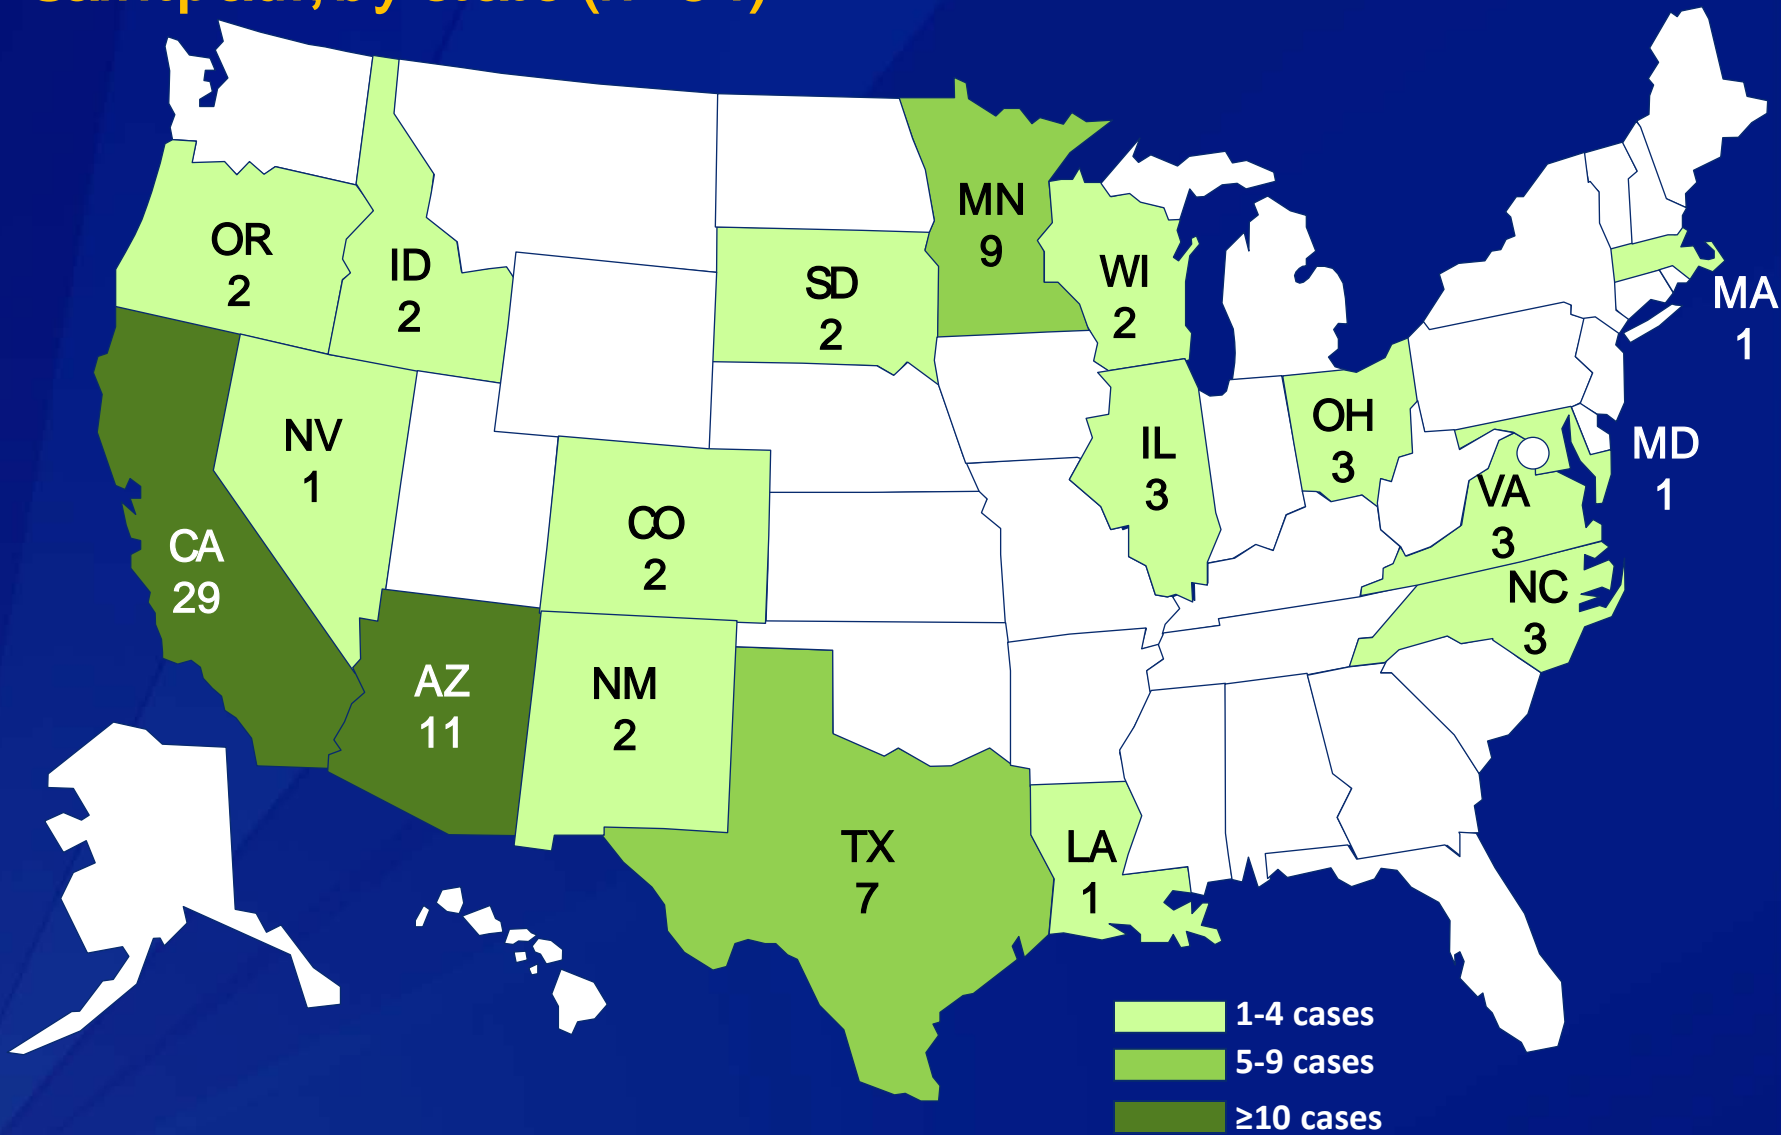 by state
MN
9
OR
2
ID
2
SD
2
WI
2
MA
1
NV
1
IL
3
OH
3
MD
1
VA
3
CO
2
CA
29
NC
3
AZ
11
NM
2
TX
7
LA
1
1-4 cases
5-9 cases
≥10 cases